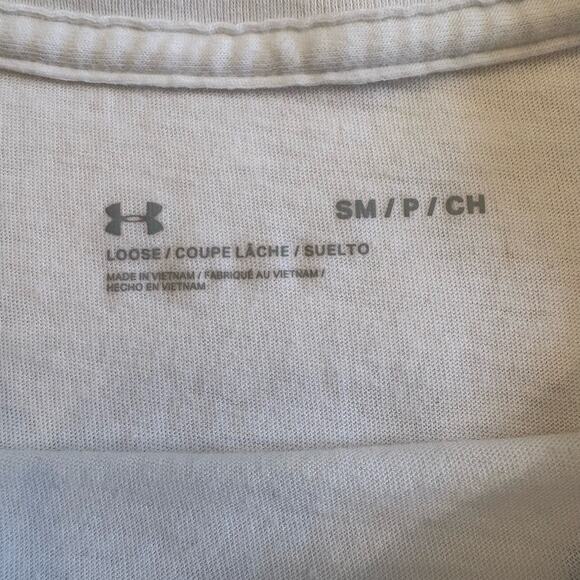 SM / P / CH
LOOSE / COUPE LÂCHE / SUELTO
MADE IN VIETNAM / FABRIQUÉ AU VIETNAM /
HECHO EN VIETNAM